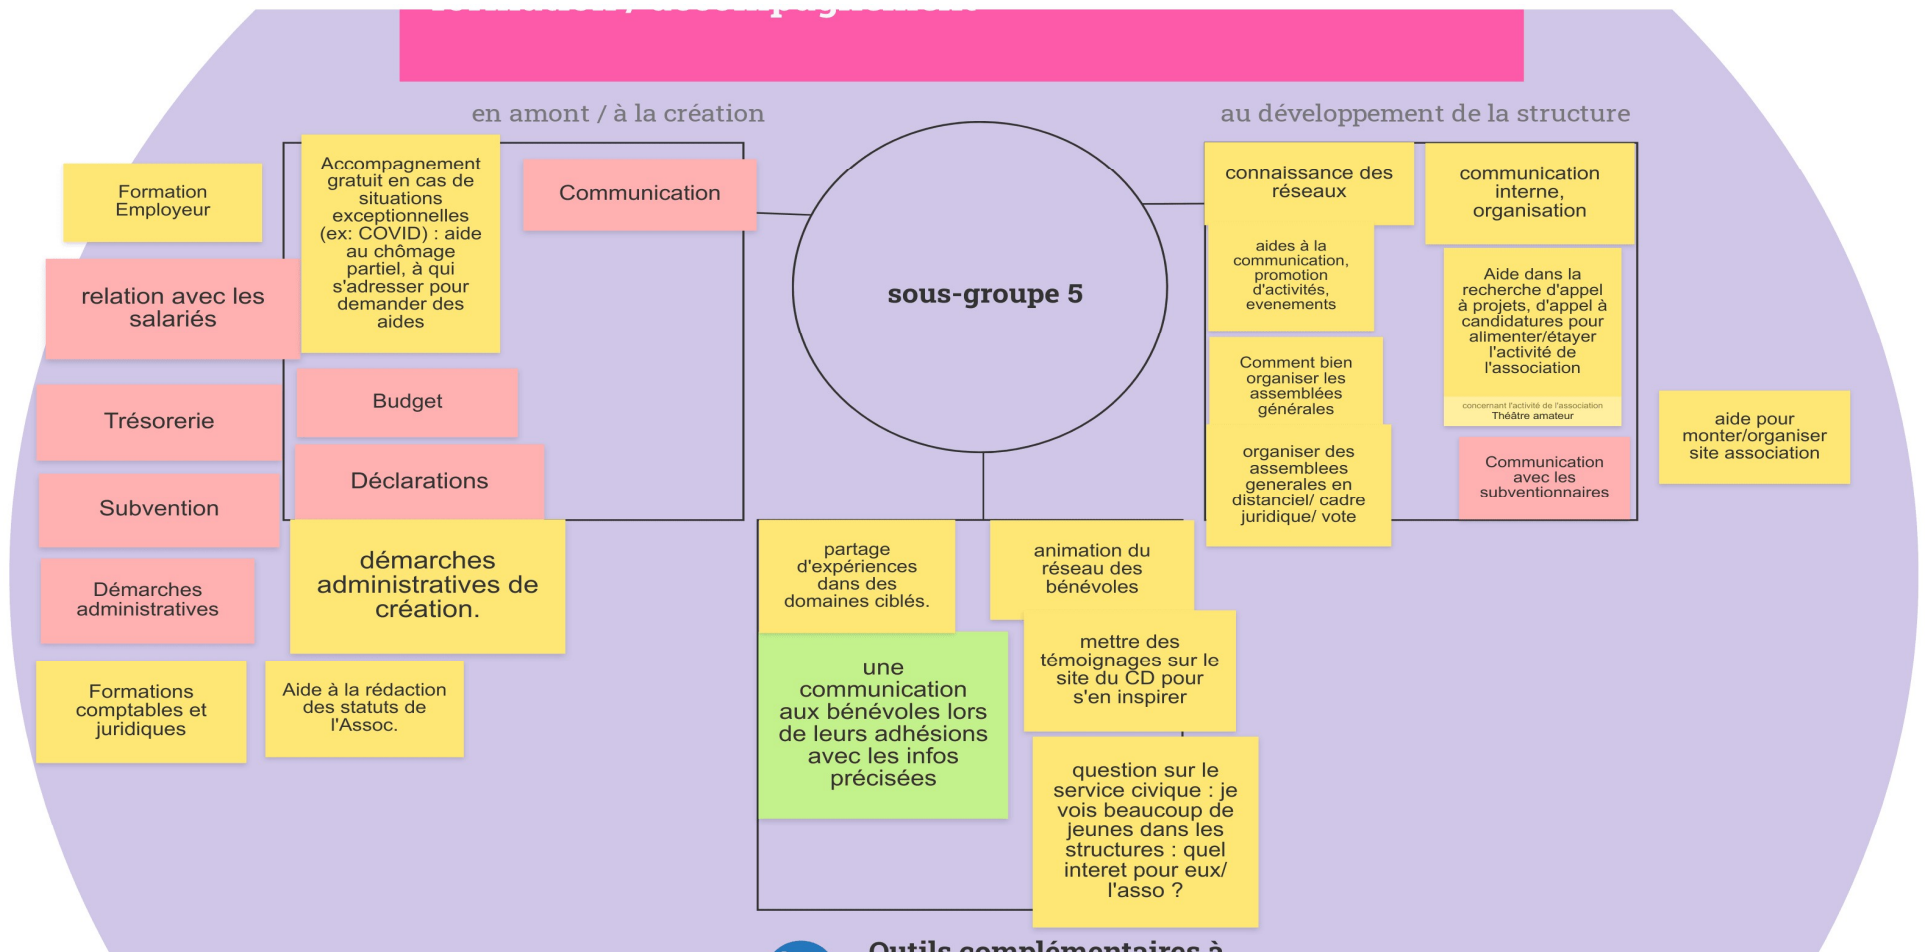 formation / accompagnement
en amont / à la création
au développement de la structure
Formation
Employeur
relation avec les
salariés
Trésorerie
Subvention
Démarches
administratives
Formations
comptables et
juridiques
Accompagnement
gratuit en cas de
situations
exceptionnelles
(ex: COVID) : aide
au chômage
partiel, à qui
s'adresser pour
demander des
aides
Communication
Budget
Déclarations
démarches
administratives de
création.
Aide à la rédaction
des statuts de
l'Assoc.
sous-groupe 5
connaissance des
réseaux
communication
interne,
organisation
aides à la
communication,
promotion
d'activités,
evenements
Aide dans la
recherche d'appel
à projets, d'appel à
candidatures pour
alimenter/étayer
l'activité de
l'association
concernant l'activité de l'association
Théâtre amateur
Comment bien
organiser les
assemblées
générales
organiser des
assemblees
generales en
distanciel/ cadre
juridique/ vote
Communication
avec les
subventionnaires
aide pour
monter/organiser
site association
partage
d'expériences
dans des
domaines ciblés.
animation du
réseau des
bénévoles
mettre des
témoignages sur le
site du CD pour
s'en inspirer
une
communication
aux bénévoles lors
de leurs adhésions
avec les infos
précisées
question sur le
service civique : je
vois beaucoup de
jeunes dans les
structures : quel
interet pour eux/
l'asso ?
Outils complémentaires à